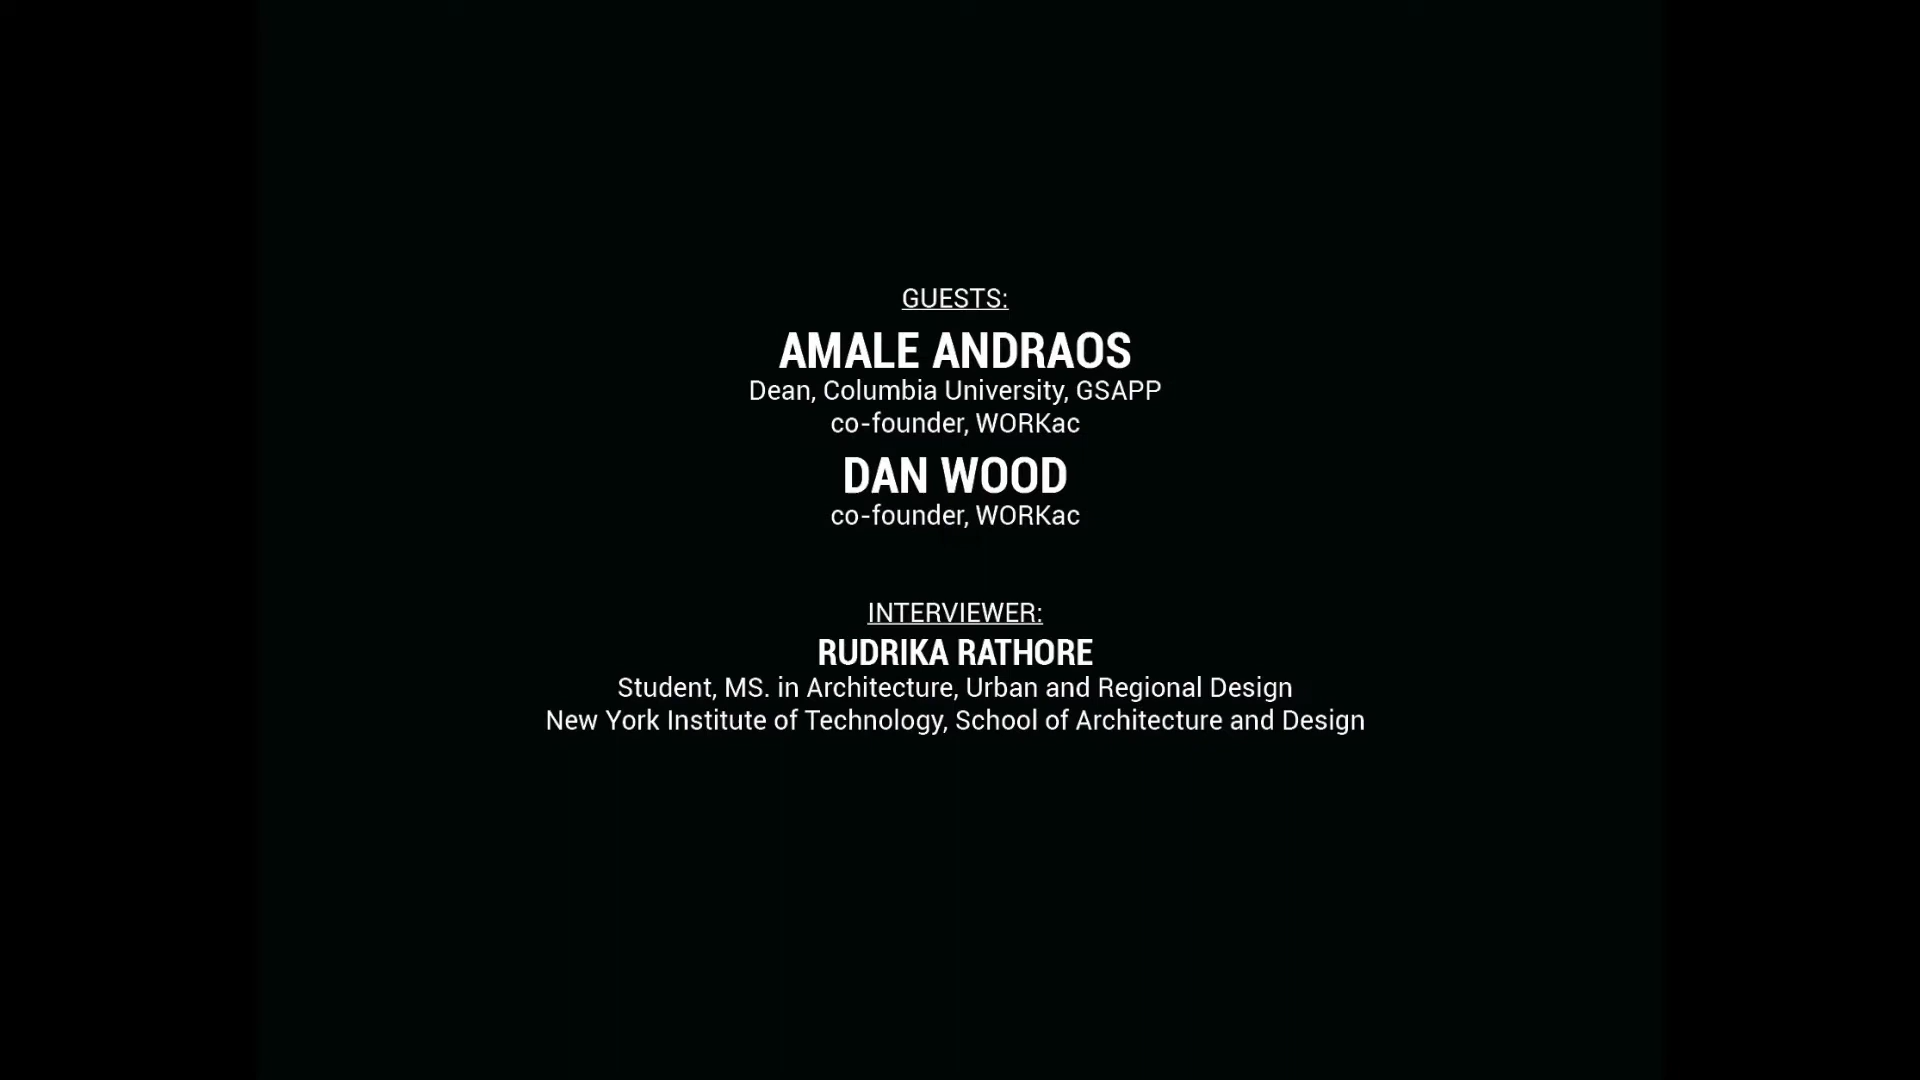 GUESTS:
AMALE ANDRAOS
Dean, Columbia University, GSAPP
co-founder, WORKac
DAN WOOD
co-founder, WORKac
INTERVIEWER:
RUDRIKA RATHORE
Student, MS. in Architecture, Urban and Regional Design
New York Institute of Technology, School of Architecture and Design